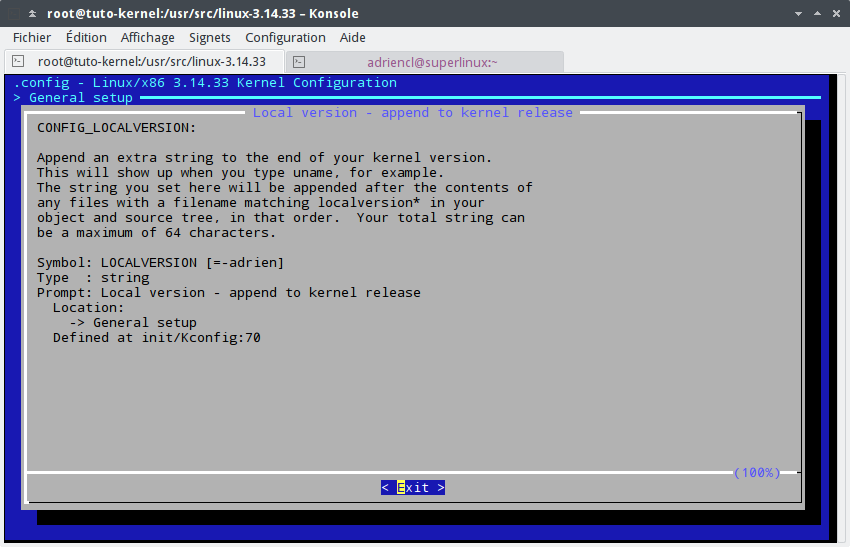 root@tuto-kernel:/usr/src/linux-3.14.33 – Konsole
Fichier Édition Affichage Signets Configuration Aide
root@tuto-kernel:/usr/src/linux-3.14.33 adriencl@superlinux:~
.config - Linux/x86 3.14.33 Kernel Configuration
> General setup
Local version - append to kernel release
CONFIG_LOCALVERSION:
Append an extra string to the end of your kernel version.
This will show up when you type uname, for example.
The string you set here will be appended after the contents of
any files with a filename matching localversion* in your
object and source tree, in that order.  Your total string can
be a maximum of 64 characters.
Symbol: LOCALVERSION [=-adrien]
Type  : string
Prompt: Local version - append to kernel release
  Location:
    -> General setup
  Defined at init/Kconfig:70
(100%)
< Exit >